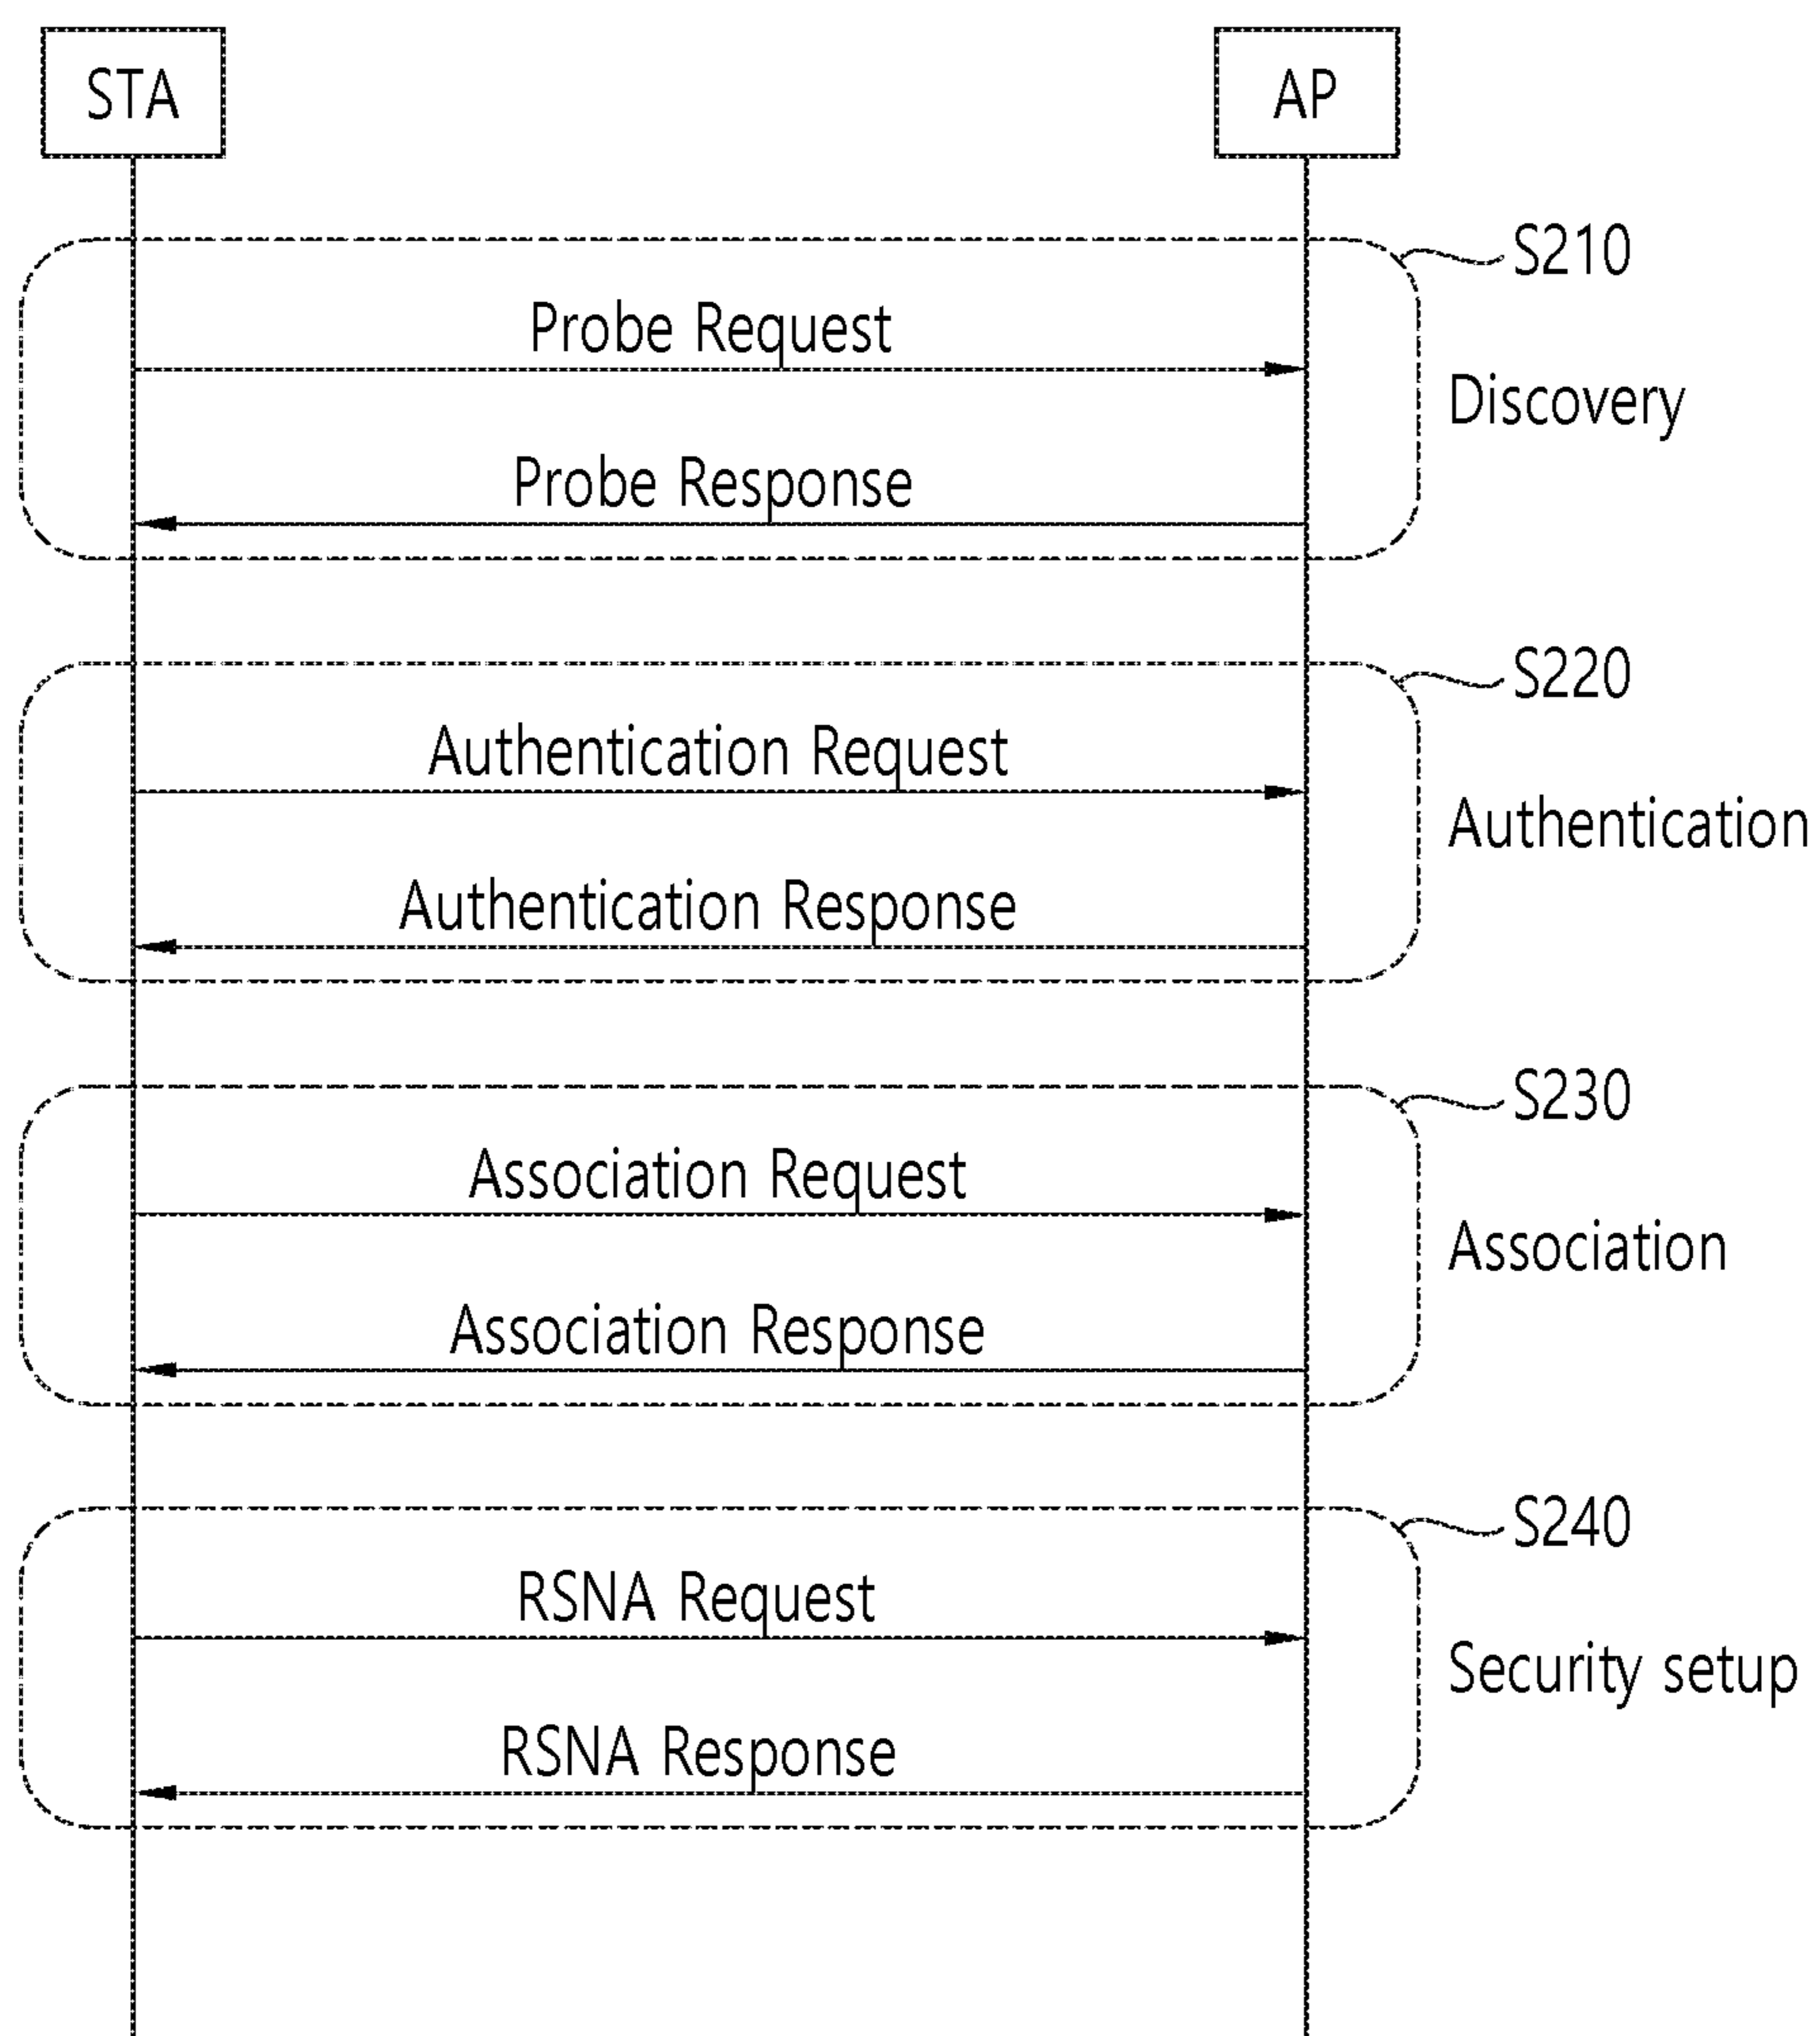 STA
AP
S210
Probe Request
Discovery
Probe Response
S220
Authentication Request
Authentication
Authentication Response
S230
Association Request
Association
Association Response
S240
RSNA Request
Security setup
RSNA Response